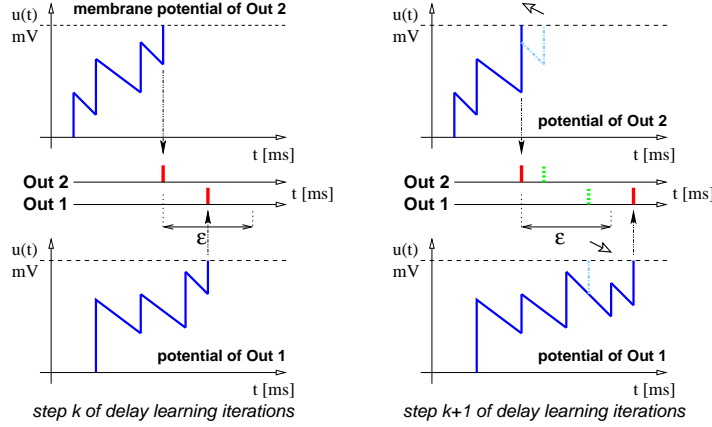 u(t)
mV
membrane potential of Out 2
t [ms]
Out 2
Out 1
t [ms]
ε
u(t)
mV
potential of Out 1
t [ms]
step k of delay learning iterations
u(t)
mV
potential of Out 2
t [ms]
Out 2
Out 1
t [ms]
ε
u(t)
mV
potential of Out 1
t [ms]
step k+1 of delay learning iterations